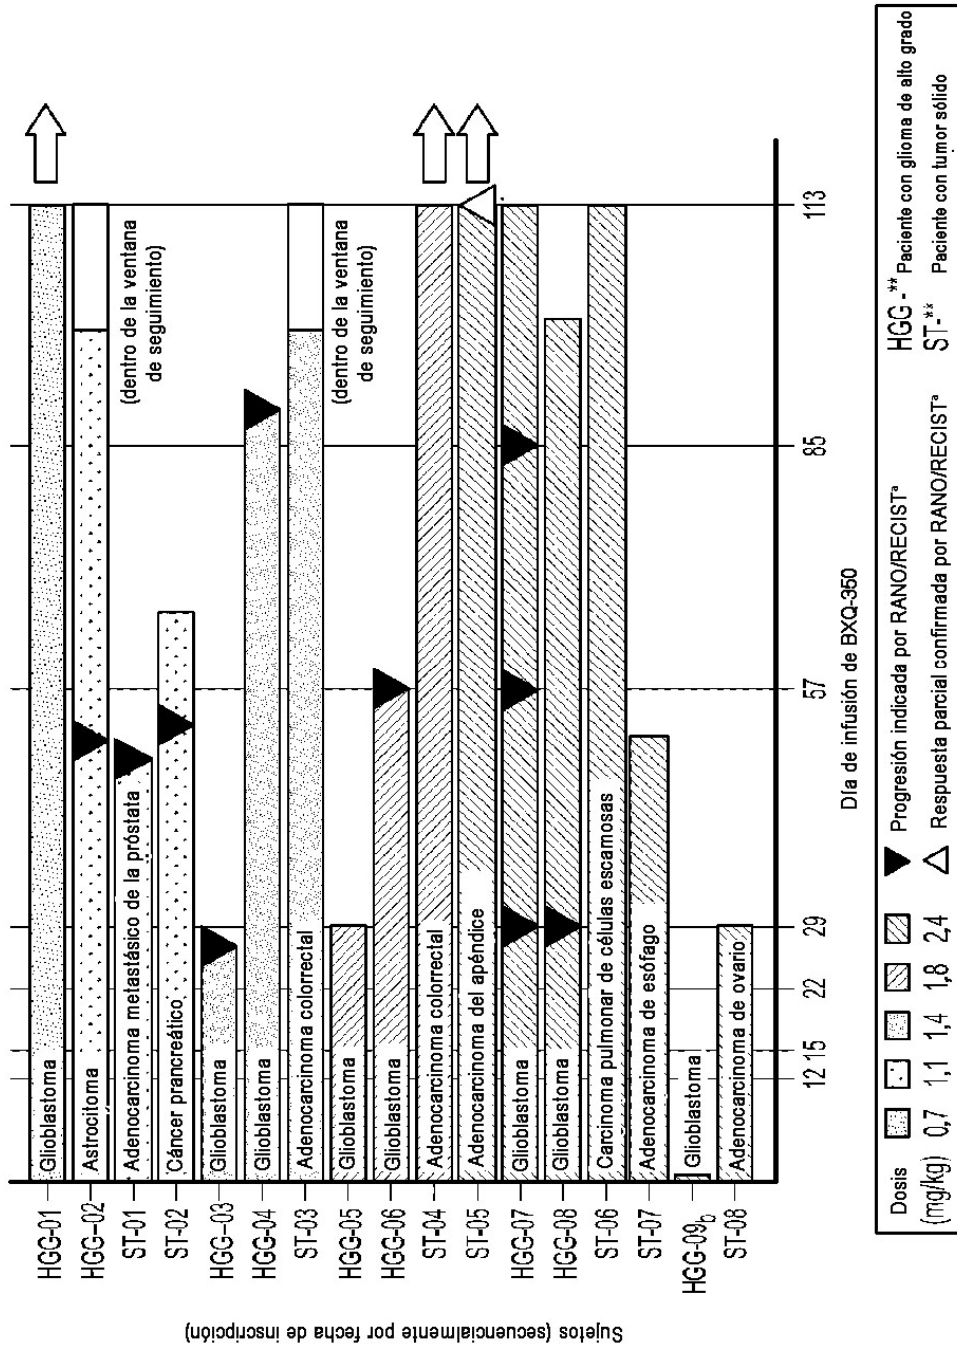 Sujetos (secuencialmente por fecha de inscripción)
HGG-01
Glioblastoma
HGG-02
Astrocitoma
(dentro de la ventana
de seguimiento)
ST-01
Adenocarcinoma metastásico de la próstata
ST-02
Cáncer prancreático
HGG-03
Glioblastoma
HGG-04
Glioblastoma
ST-03
Adenocarcinoma colorrectal
(dentro de la ventana
de seguimiento)
HGG-05
Glioblastoma
HGG-06
Glioblastoma
ST-04
Adenocarcinoma colorrectal
ST-05
Adenocarcinoma del apéndice
HGG-07
Glioblastoma
HGG-08
Glioblastoma
ST-06
Carcinoma pulmonar de células escamosas
ST-07
Adenocarcinoma de esófago
HGG-09b
Glioblastoma
ST-08
Adenocarcinoma de ovario
12 15 22 29 57 85 113
Día de infusión de BXQ-350
Dosis
(mg/kg) 0,7 1,1 1,4 1,8 2,4
Progresión indicada por RANO/RECISTª
Respuesta parcial confirmada por RANO/RECISTª
HGG -** Paciente con glioma de alto grado
ST-** Paciente con tumor sólido